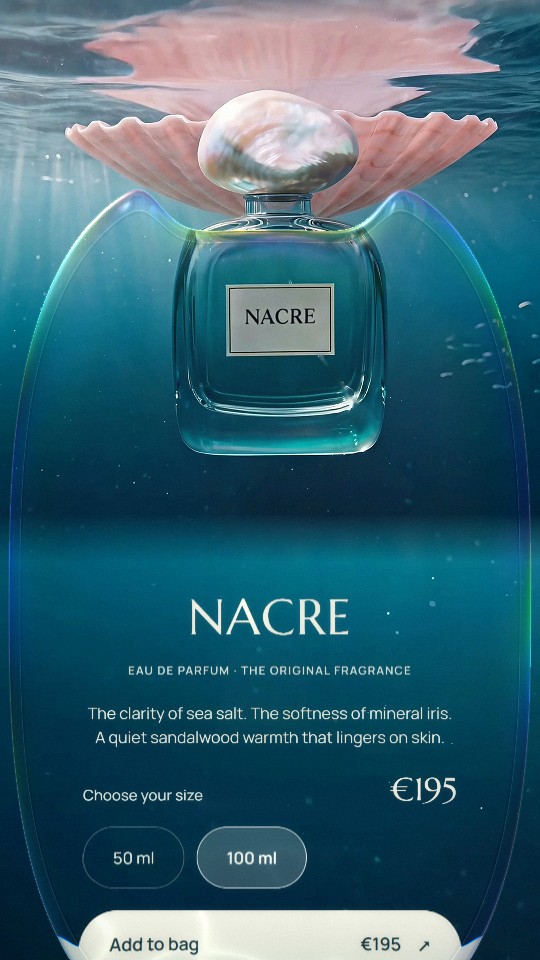 NACRE
NACRE
EAU DE PARFUM · THE ORIGINAL FRAGRANCE
The clarity of sea salt. The softness of mineral iris.
A quiet sandalwood warmth that lingers on skin.
Choose your size
€195
50 ml
100 ml
Add to bag
€195 ↗